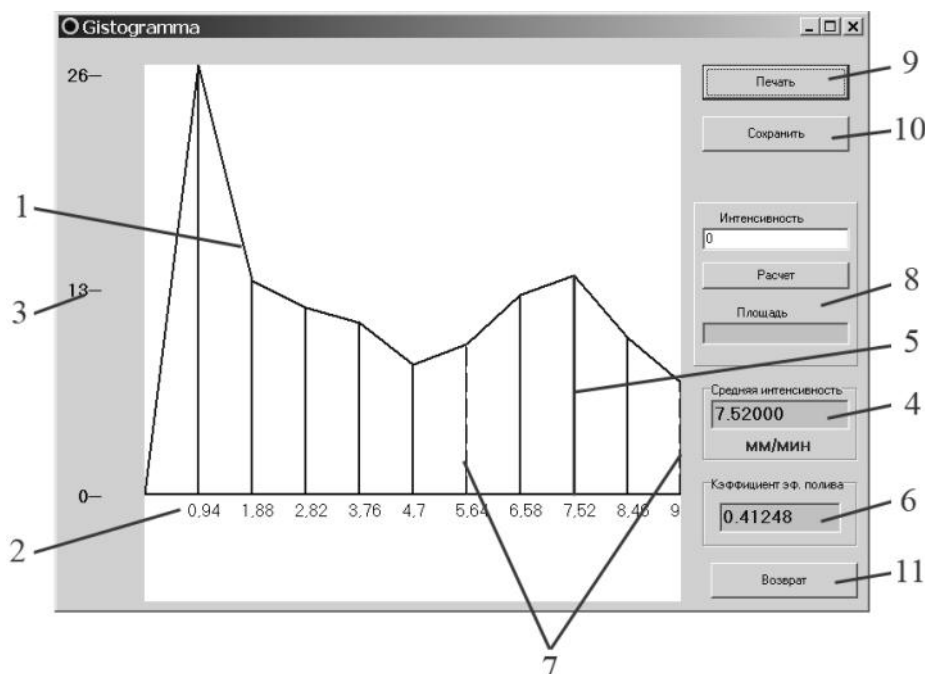 Gistogramma
26–
Печать
9
Сохранить
10
1
Интенсивность
0
13–
Расчет
8
3
Площадь
5
Средняя интенсивность
7.52000
4
мм/мин
Кэффициент эф. полива
0–
0,94 1,88 2,82 3,76 4,7 5,64 6,58 7,52 8,46 9
0.41248
6
2
Возврат
11
7